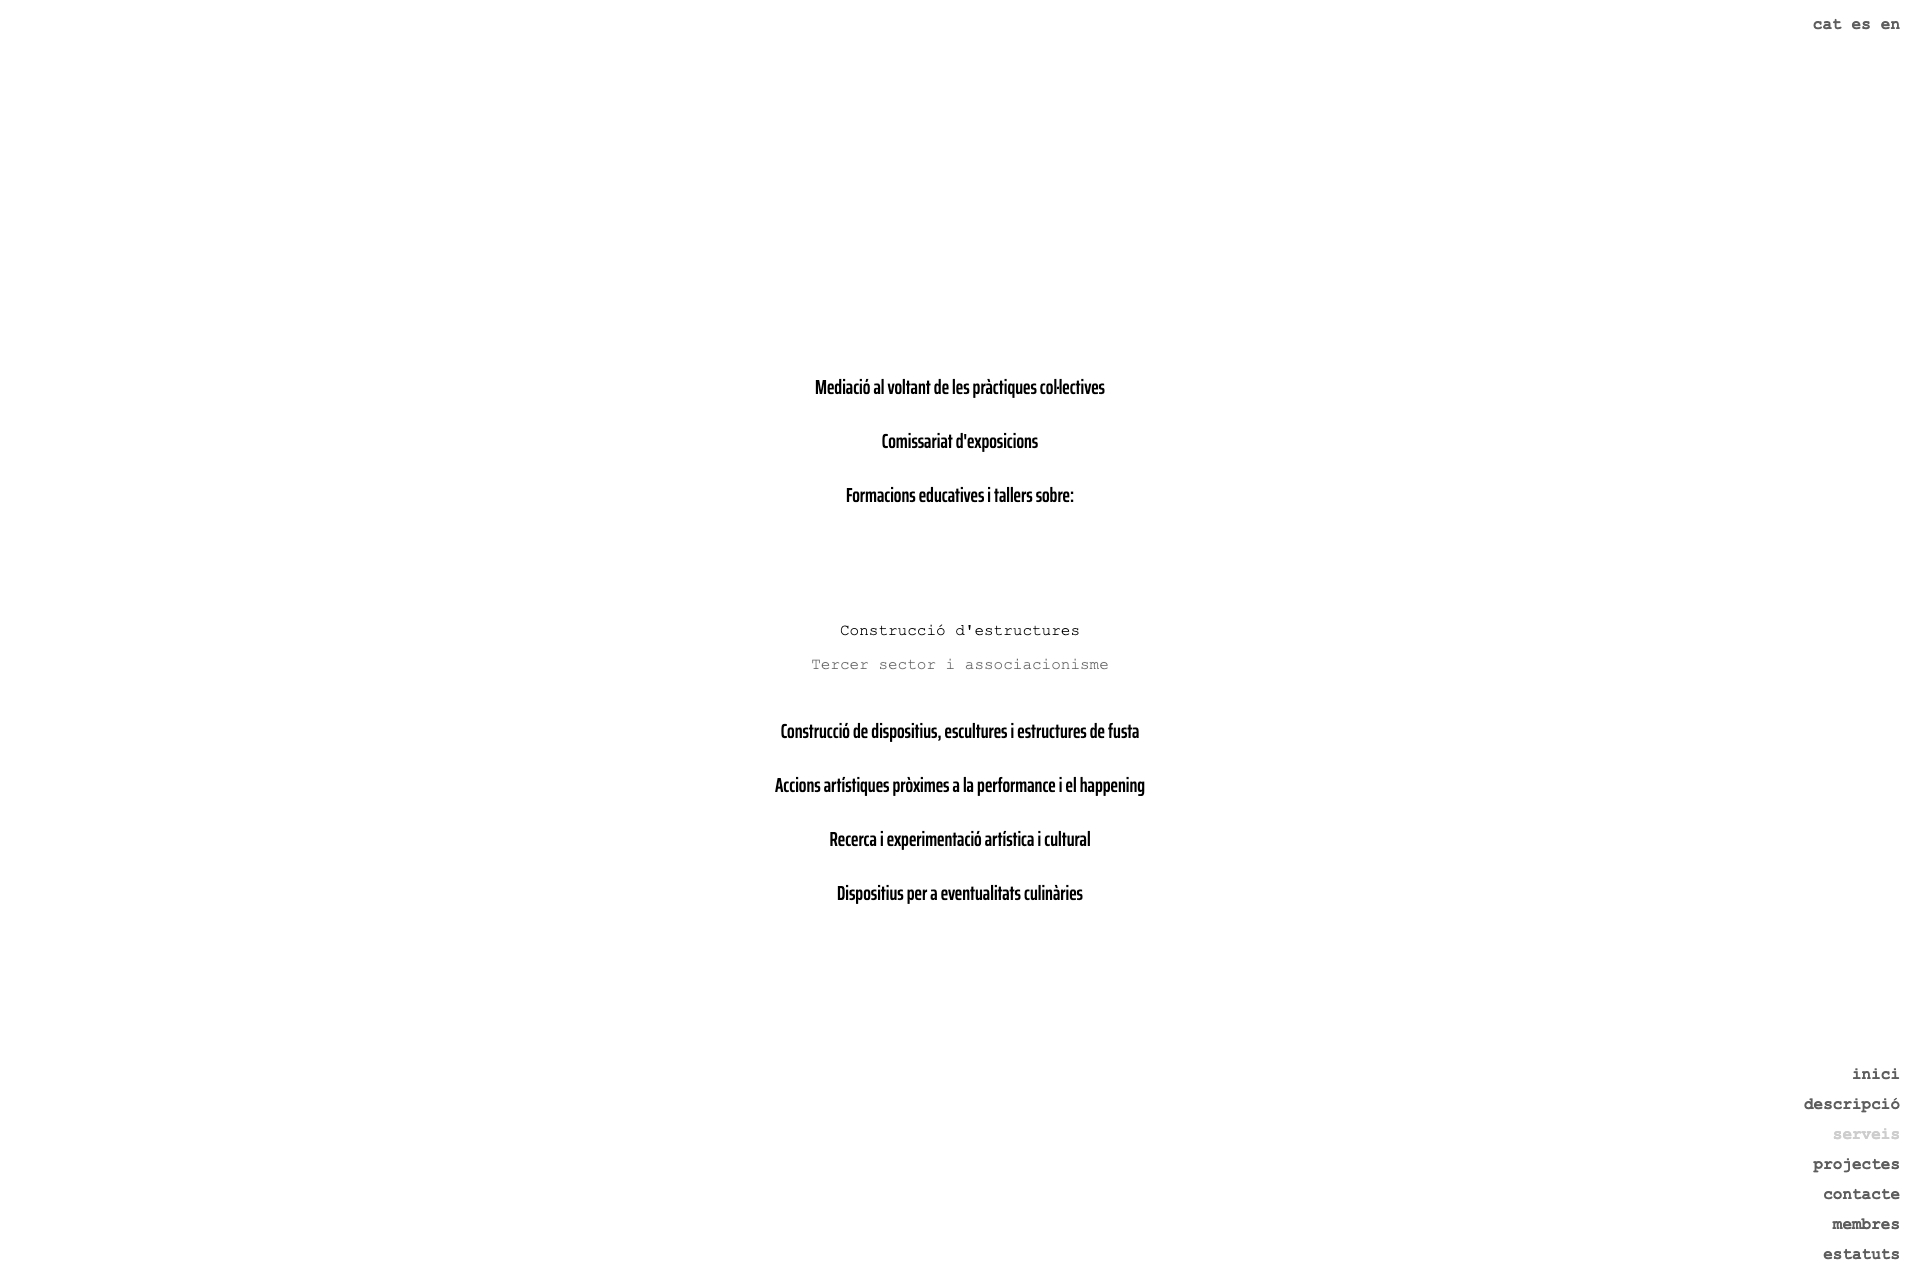 cat es en
Mediació al voltant de les pràctiques col·lectives
Comissariat d'exposicions
Formacions educatives i tallers sobre:
Construcció d'estructures
Tercer sector i associacionisme
Construcció de dispositius, escultures i estructures de fusta
Accions artístiques pròximes a la performance i el happening
Recerca i experimentació artística i cultural
Dispositius per a eventualitats culinàries
inici
descripció
serveis
projectes
contacte
membres
estatuts